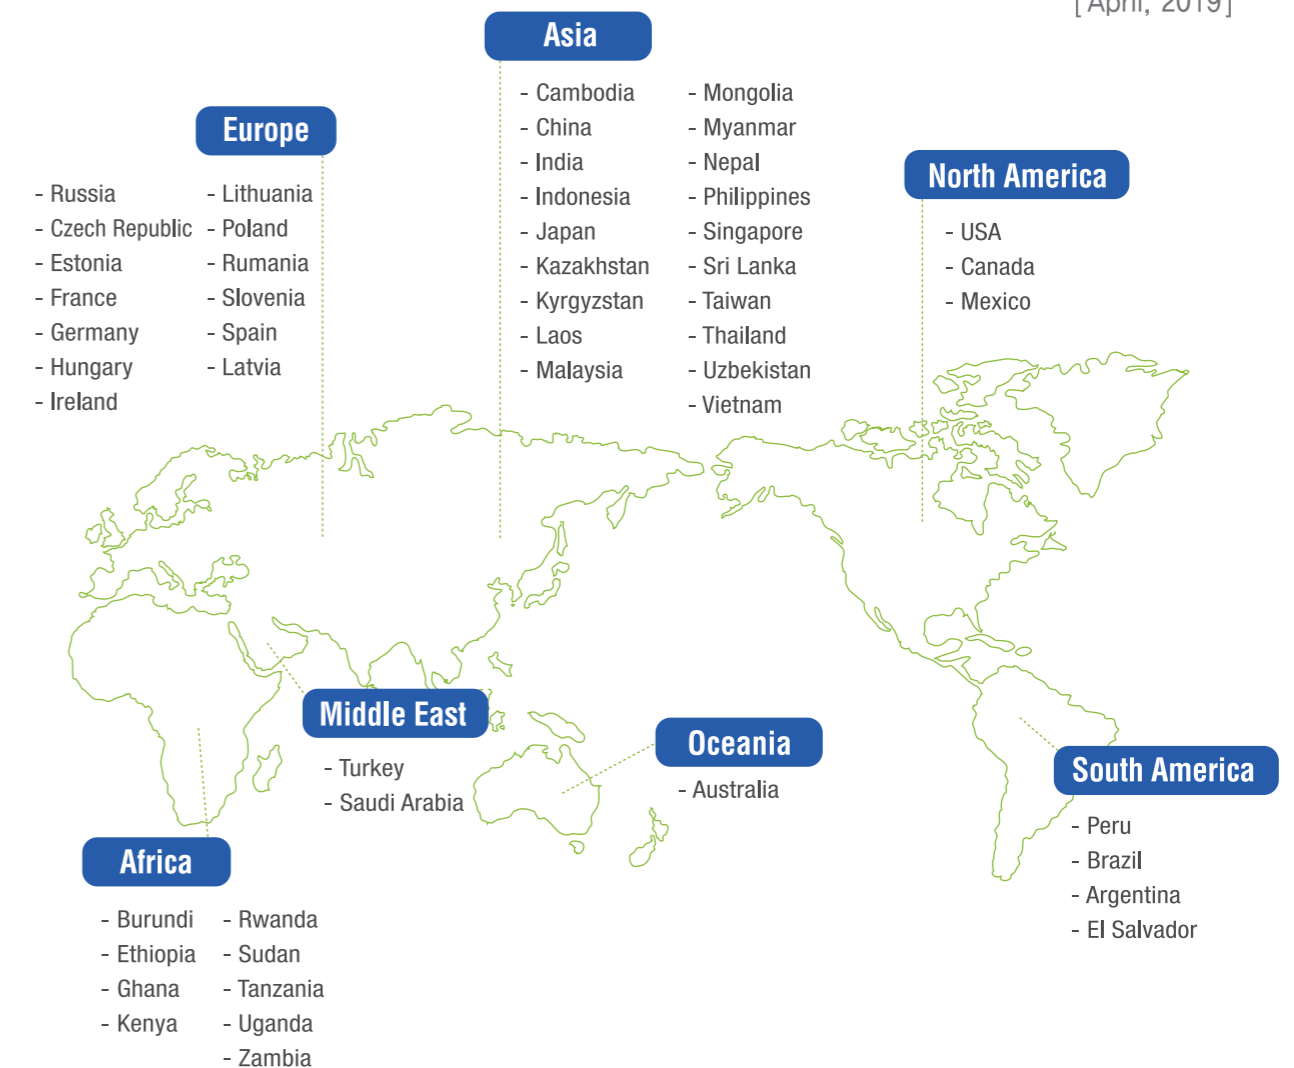 [ April, 2019 ]
Asia
- Cambodia
- China
- India
- Indonesia
- Japan
- Kazakhstan
- Kyrgyzstan
- Laos
- Malaysia
- Mongolia
- Myanmar
- Nepal
- Philippines
- Singapore
- Sri Lanka
- Taiwan
- Thailand
- Uzbekistan
- Vietnam
Europe
- Russia
- Czech Republic
- Estonia
- France
- Germany
- Hungary
- Ireland
- Lithuania
- Poland
- Rumania
- Slovenia
- Spain
- Latvia
North America
- USA
- Canada
- Mexico
Middle East
- Turkey
- Saudi Arabia
Oceania
- Australia
South America
- Peru
- Brazil
- Argentina
- El Salvador
Africa
- Burundi
- Ethiopia
- Ghana
- Kenya
- Rwanda
- Sudan
- Tanzania
- Uganda
- Zambia